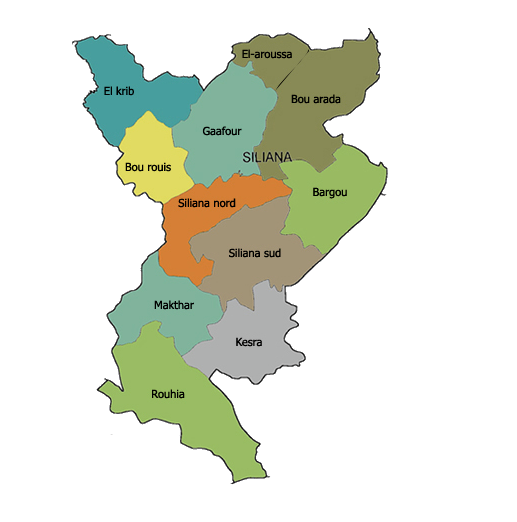 El-aroussa
El krib
Bou arada
Gaafour
SILIANA
Bou rouis
Bargou
Siliana nord
Siliana sud
Makthar
Kesra
Rouhia